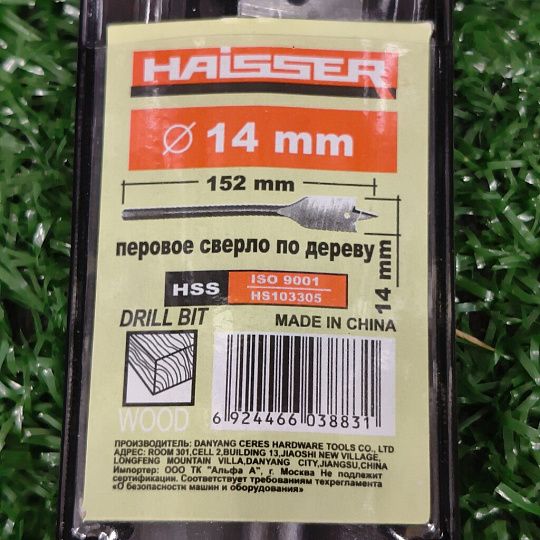 HAISSER
Ø 14 mm
152 mm
14 mm
перовое сверло по дереву
HSS
ISO 9001
HS103305
DRILL BIT
MADE IN CHINA
WOOD
6 924466 038831
ПРОИЗВОДИТЕЛЬ: DANYANG CERES HARDWARE TOOLS CO., LTD
АДРЕС: ROOM 301,CELL 2,BUILDING 13,JIAOSHI NEW VILLAGE,
LONGFENG MOUNTAIN VILLA,DANYANG CITY,JIANGSU,CHINA
Импортер: ООО ТК "Альфа А", г. Москва Не подлежит
сертификации. Соответствует требованиям техрегламента
«О безопасности машин и оборудования»